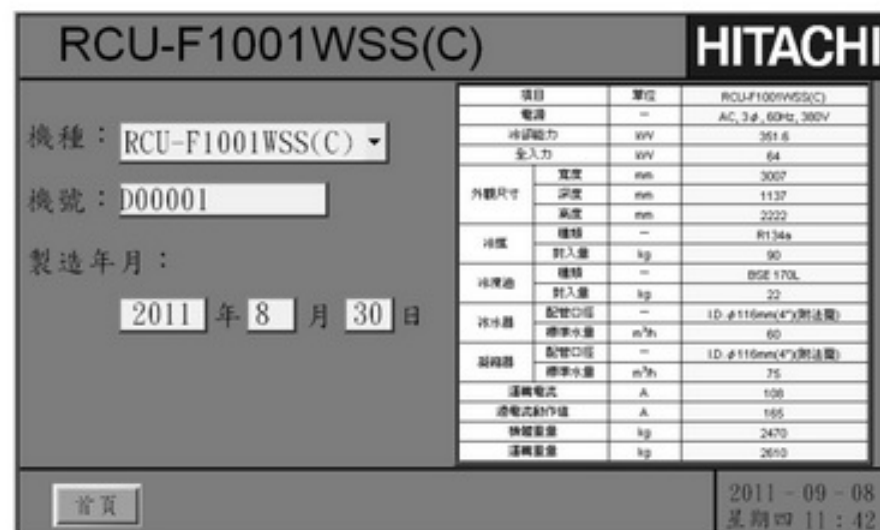 RCU-F1001WSS(C)
HITACHI
機種：RCU-F1001WSS(C)
機號：D00001
製造年月：
2011 年 8 月 30 日
項目 單位 RCU-F1001WSS(C)
電源 － AC, 3φ, 60Hz, 380V
冷卻能力 kW 351.6
全入力 kW 64
外觀尺寸 寬度 mm 3007
深度 mm 1137
高度 mm 2222
冷媒 種類 － R134a
封入量 kg 90
冷凍油 種類 － BSE 170L
封入量 kg 22
冰水器 配管口徑 － I.D. φ116mm(4")(附法蘭)
標準水量 m³/h 60
凝縮器 配管口徑 － I.D. φ116mm(4")(附法蘭)
標準水量 m³/h 75
運轉電流 A 108
過電流動作值 A 165
機體重量 kg 2470
運轉重量 kg 2610
首頁
2011 - 09 - 08
星期四 11 : 42